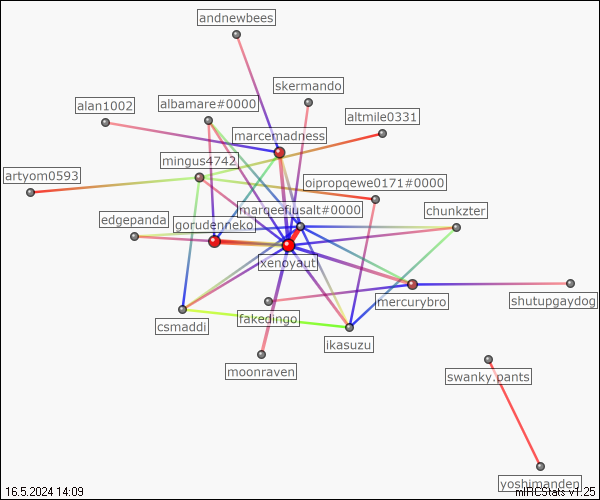 andnewbees
skermando
alan1002
albamare#0000
altmile0331
marcemadness
mingus4742
artyom0593
oipropqewe0171#0000
marqeefiusalt#0000
chunkzter
edgepanda
gorudenneko
xenoyaut
mercurybro
shutupgaydog
fakedingo
csmaddi
ikasuzu
moonraven
swanky.pants
yoshimanden
16.5.2024 14:09
mIRCStats v1.25